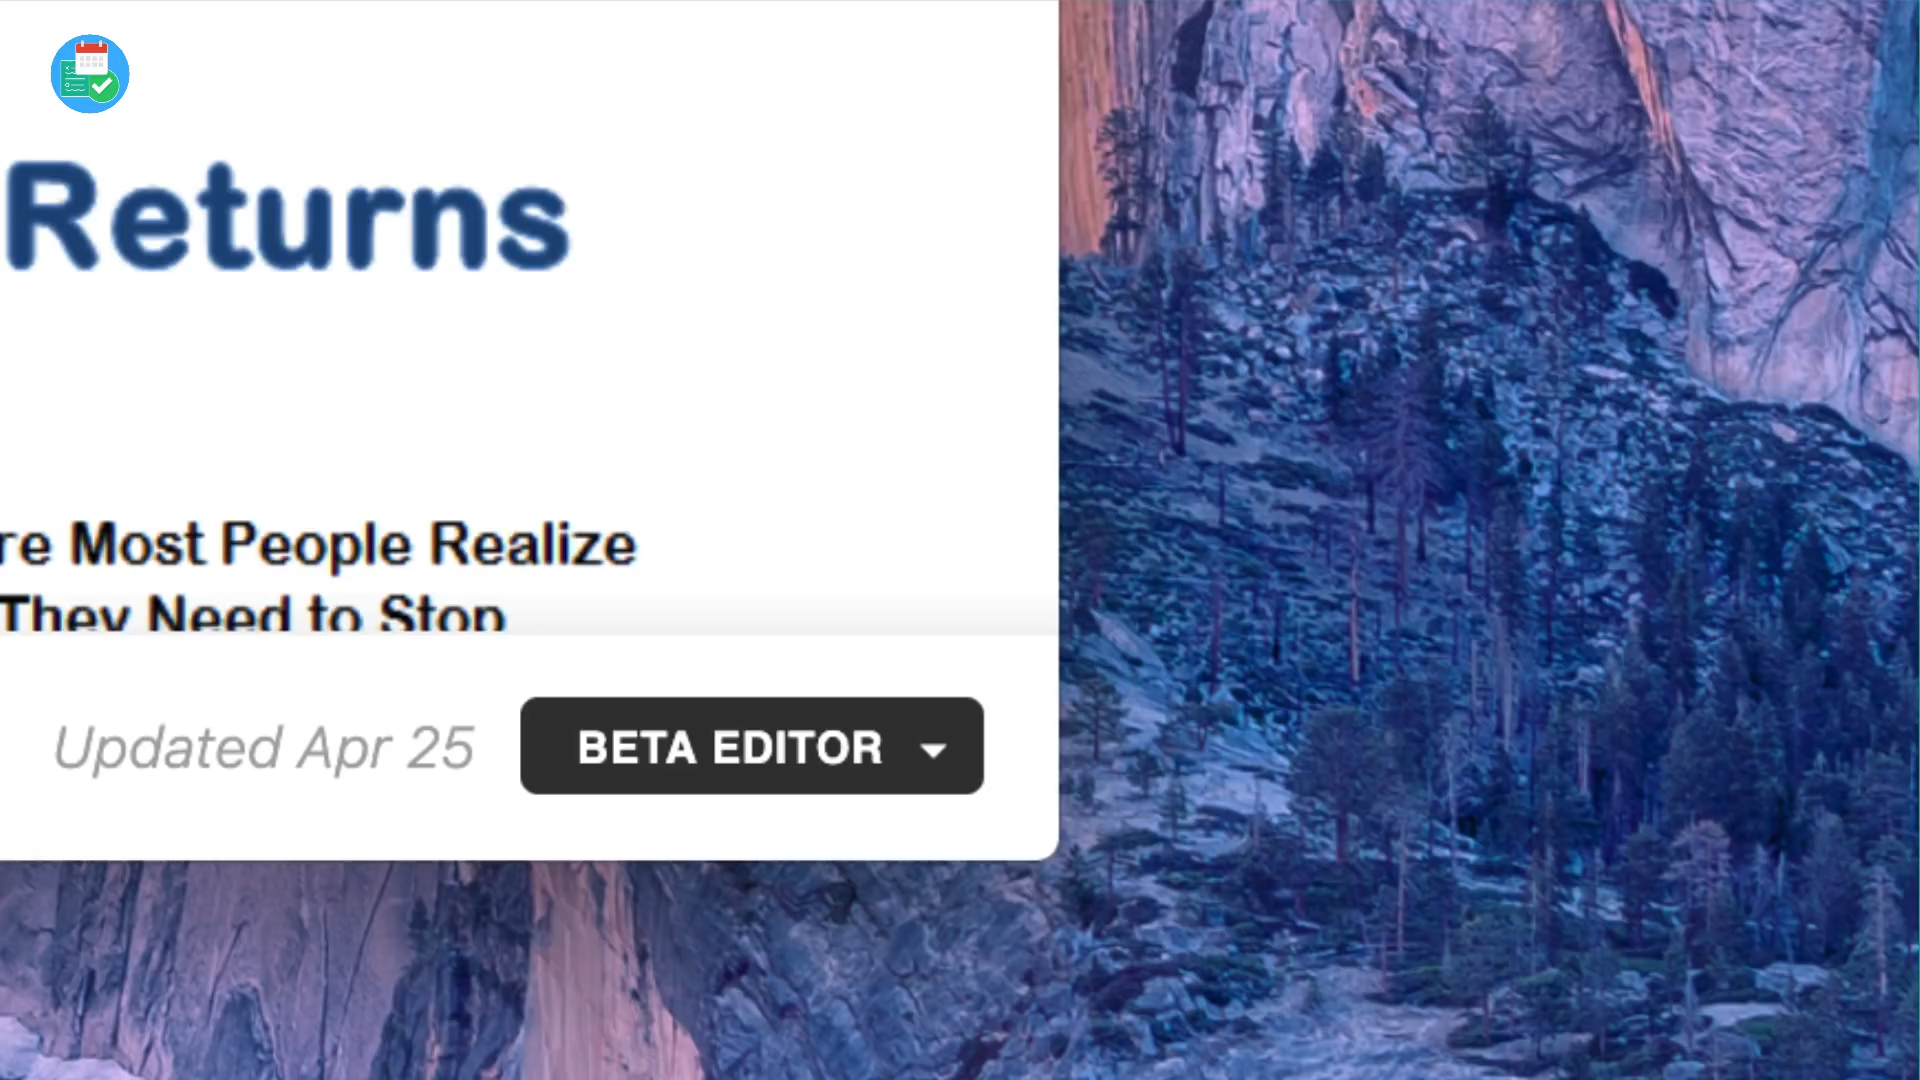 Returns
re Most People Realize
They Need to Stop
Updated Apr 25
BETA EDITOR